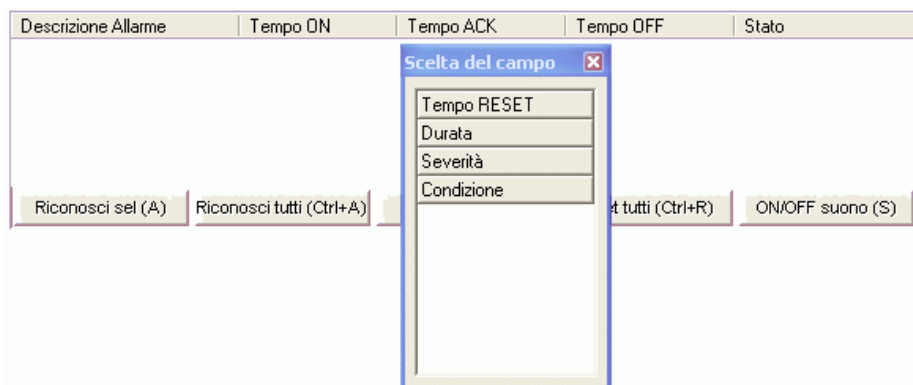 Descrizione Allarme Tempo ON Tempo ACK Tempo OFF Stato
Scelta del campo
Tempo RESET
Durata
Severità
Condizione
Riconosci sel (A) Riconosci tutti (Ctrl+A) tutti (Ctrl+R) ON/OFF suono (S)